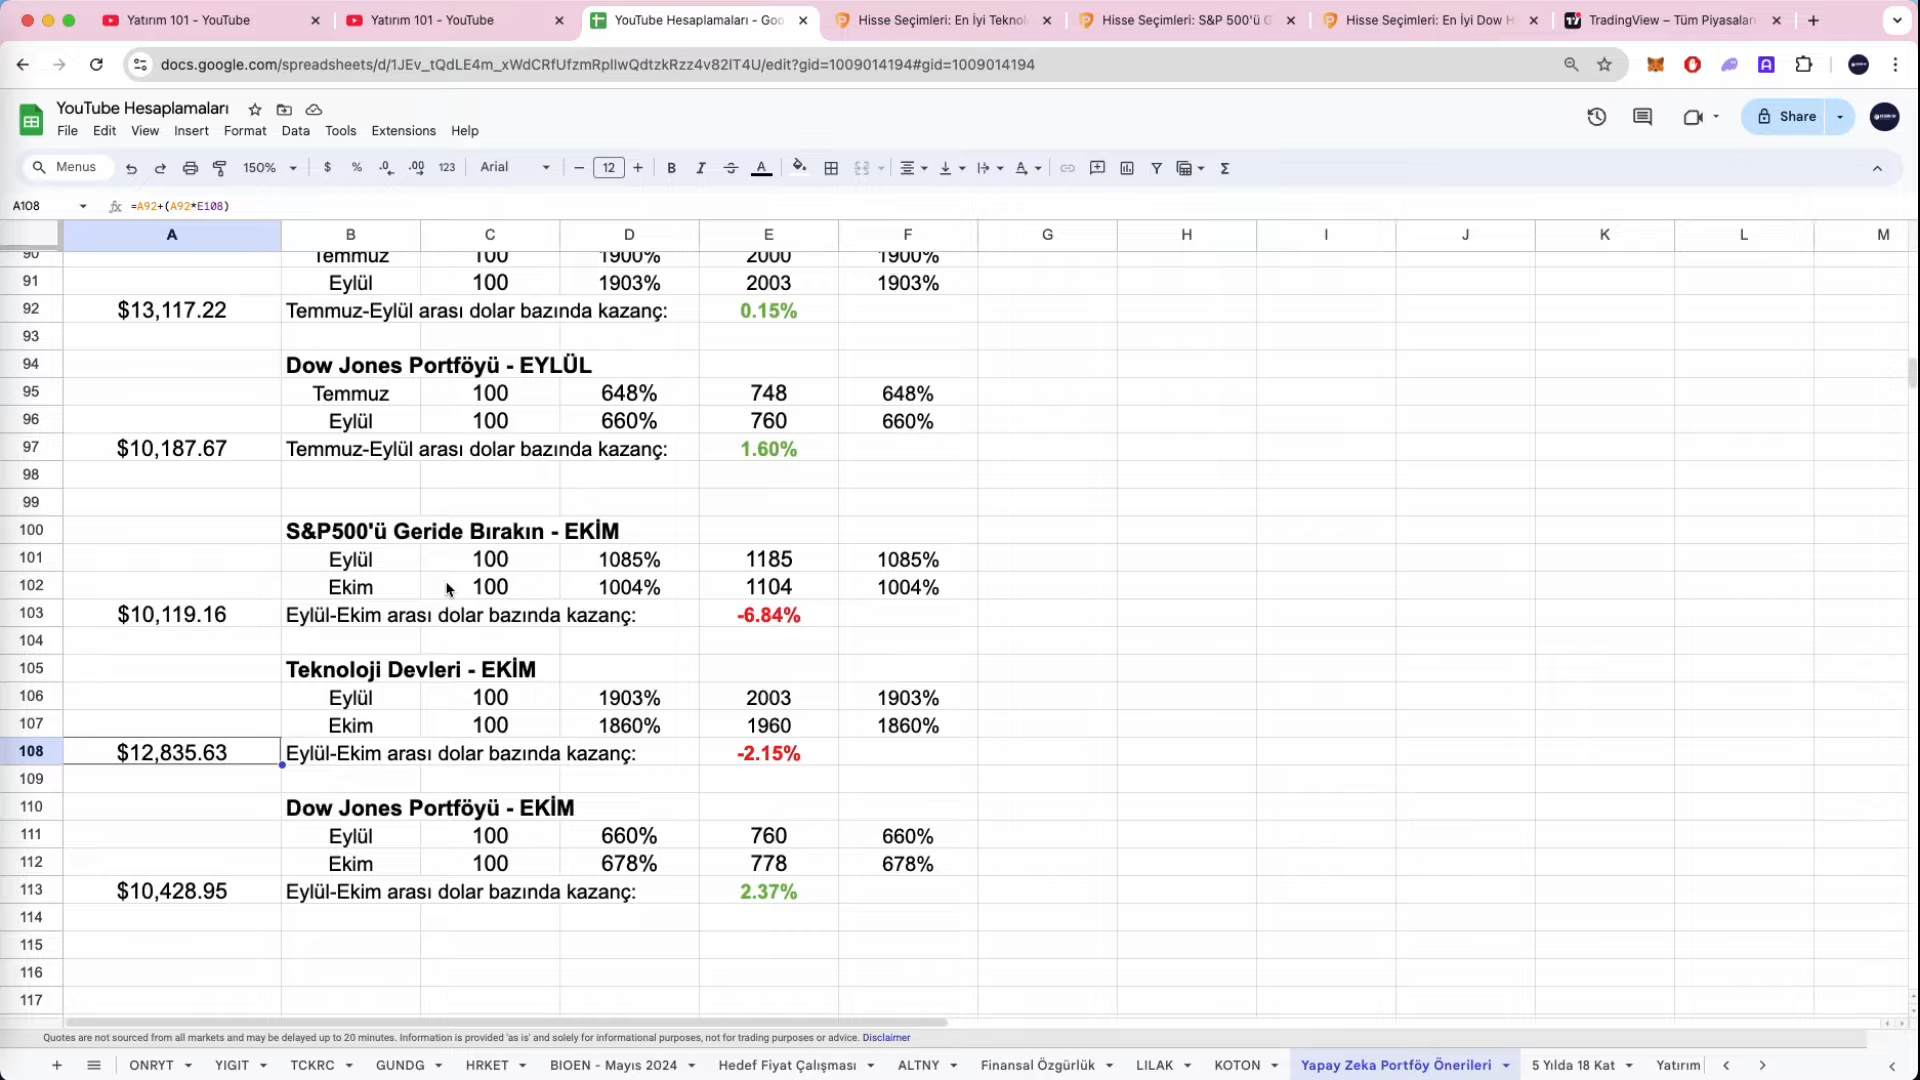 Yatırım 101 - YouTube
Yatırım 101 - YouTube
YouTube Hesaplamaları - Goo
Hisse Seçimleri: En İyi Teknol
Hisse Seçimleri: S&P 500'ü G
Hisse Seçimleri: En İyi Dow H
TradingView – Tüm Piyasaları
docs.google.com/spreadsheets/d/1JEv_tQdLE4m_xWdCRfUfzmRpllwQdtzkRzz4v82IT4U/edit?gid=1009014194#gid=1009014194
YouTube Hesaplamaları
File Edit View Insert Format Data Tools Extensions Help
Share
Menus 150% $ % .0 .00 123 Arial 12 B I A
A108 fx =A92+(A92*E108)
A B C D E F G H I J K L M
90 Temmuz 100 1900% 2000 1900%
91 Eylül 100 1903% 2003 1903%
92 $13,117.22 Temmuz-Eylül arası dolar bazında kazanç: 0.15%
93
94 Dow Jones Portföyü - EYLÜL
95 Temmuz 100 648% 748 648%
96 Eylül 100 660% 760 660%
97 $10,187.67 Temmuz-Eylül arası dolar bazında kazanç: 1.60%
98
99
100 S&P500'ü Geride Bırakın - EKİM
101 Eylül 100 1085% 1185 1085%
102 Ekim 100 1004% 1104 1004%
103 $10,119.16 Eylül-Ekim arası dolar bazında kazanç: -6.84%
104
105 Teknoloji Devleri - EKİM
106 Eylül 100 1903% 2003 1903%
107 Ekim 100 1860% 1960 1860%
108 $12,835.63 Eylül-Ekim arası dolar bazında kazanç: -2.15%
109
110 Dow Jones Portföyü - EKİM
111 Eylül 100 660% 760 660%
112 Ekim 100 678% 778 678%
113 $10,428.95 Eylül-Ekim arası dolar bazında kazanç: 2.37%
114
115
116
117
Quotes are not sourced from all markets and may be delayed up to 20 minutes. Information is provided 'as is' and solely for informational purposes, not for trading purposes or advice. Disclaimer
ONRYT YIGIT TCKRC GUNDG HRKET BIOEN - Mayıs 2024 Hedef Fiyat Çalışması ALTNY Finansal Özgürlük LILAK KOTON Yapay Zeka Portföy Önerileri 5 Yılda 18 Kat Yatırım